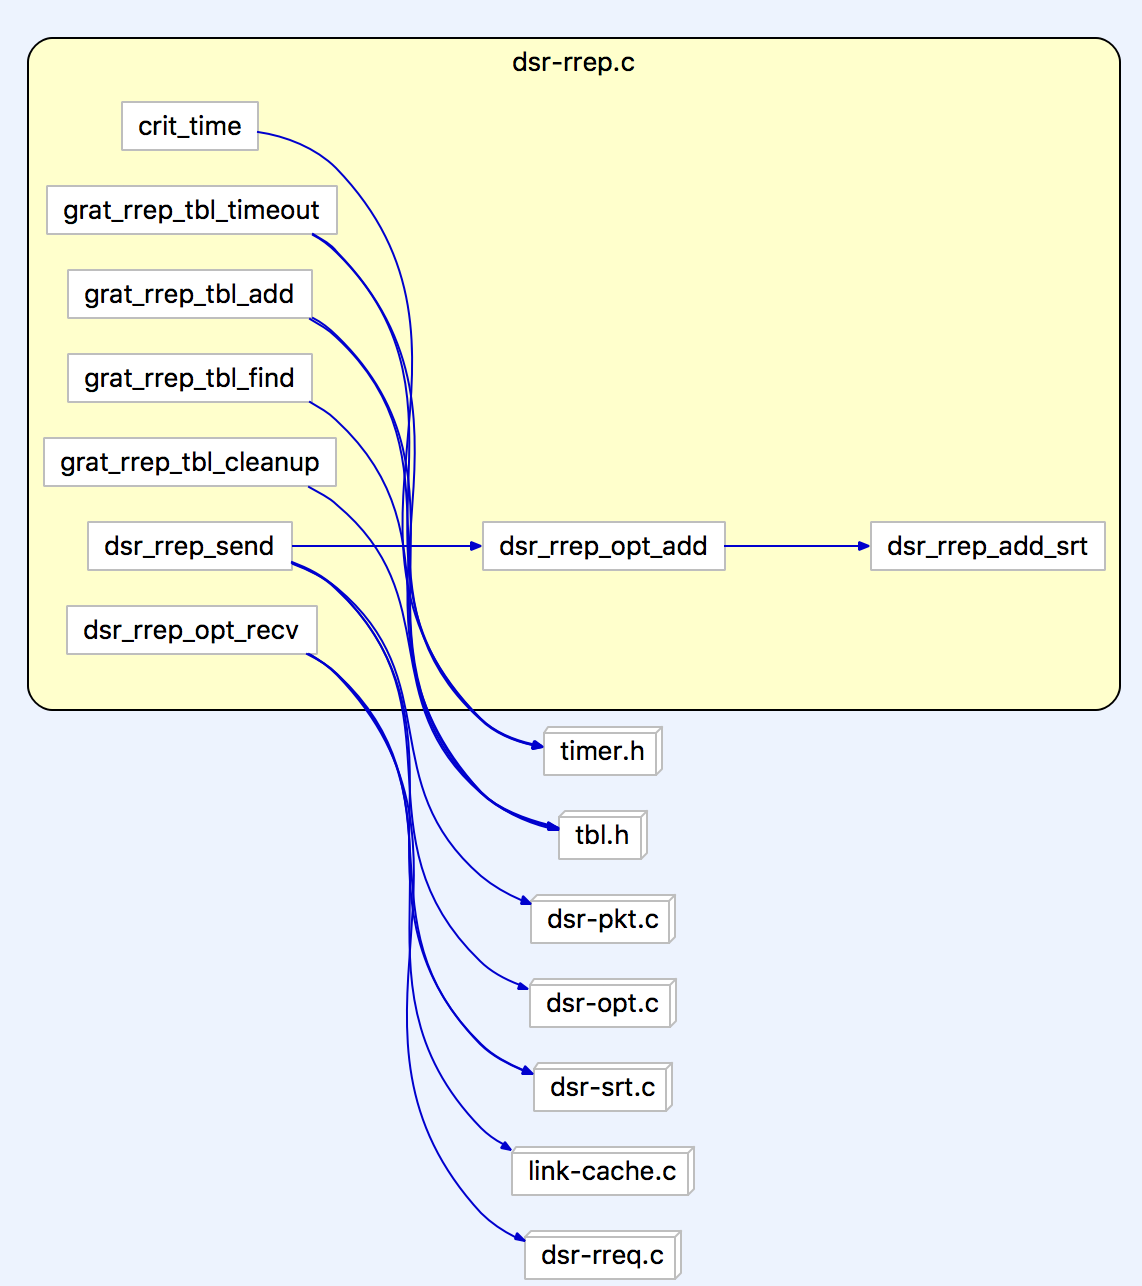 dsr-rrep.c
crit_time
grat_rrep_tbl_timeout
grat_rrep_tbl_add
grat_rrep_tbl_find
grat_rrep_tbl_cleanup
dsr_rrep_send
dsr_rrep_opt_add
dsr_rrep_add_srt
dsr_rrep_opt_recv
timer.h
tbl.h
dsr-pkt.c
dsr-opt.c
dsr-srt.c
link-cache.c
dsr-rreq.c